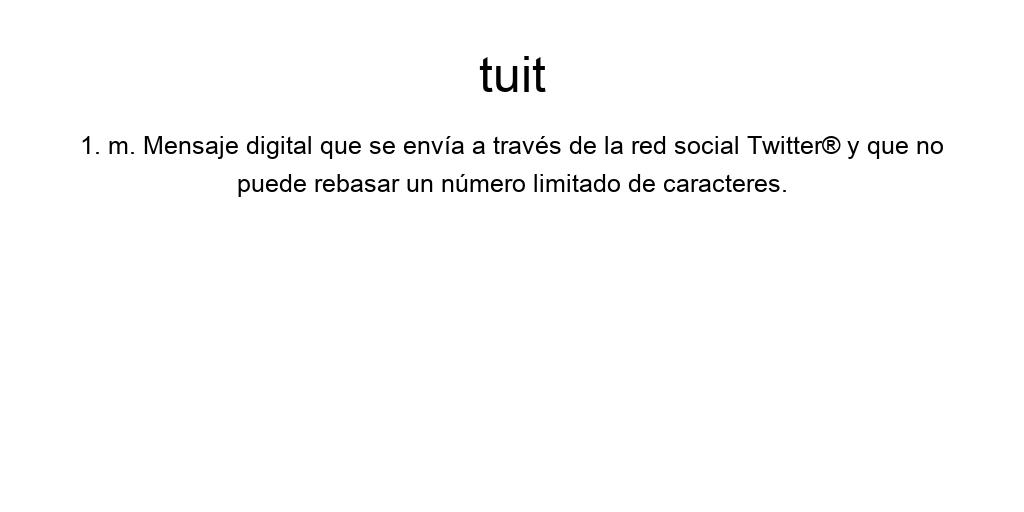 tuit
1. m. Mensaje digital que se envía a través de la red social Twitter® y que no
puede rebasar un número limitado de caracteres.